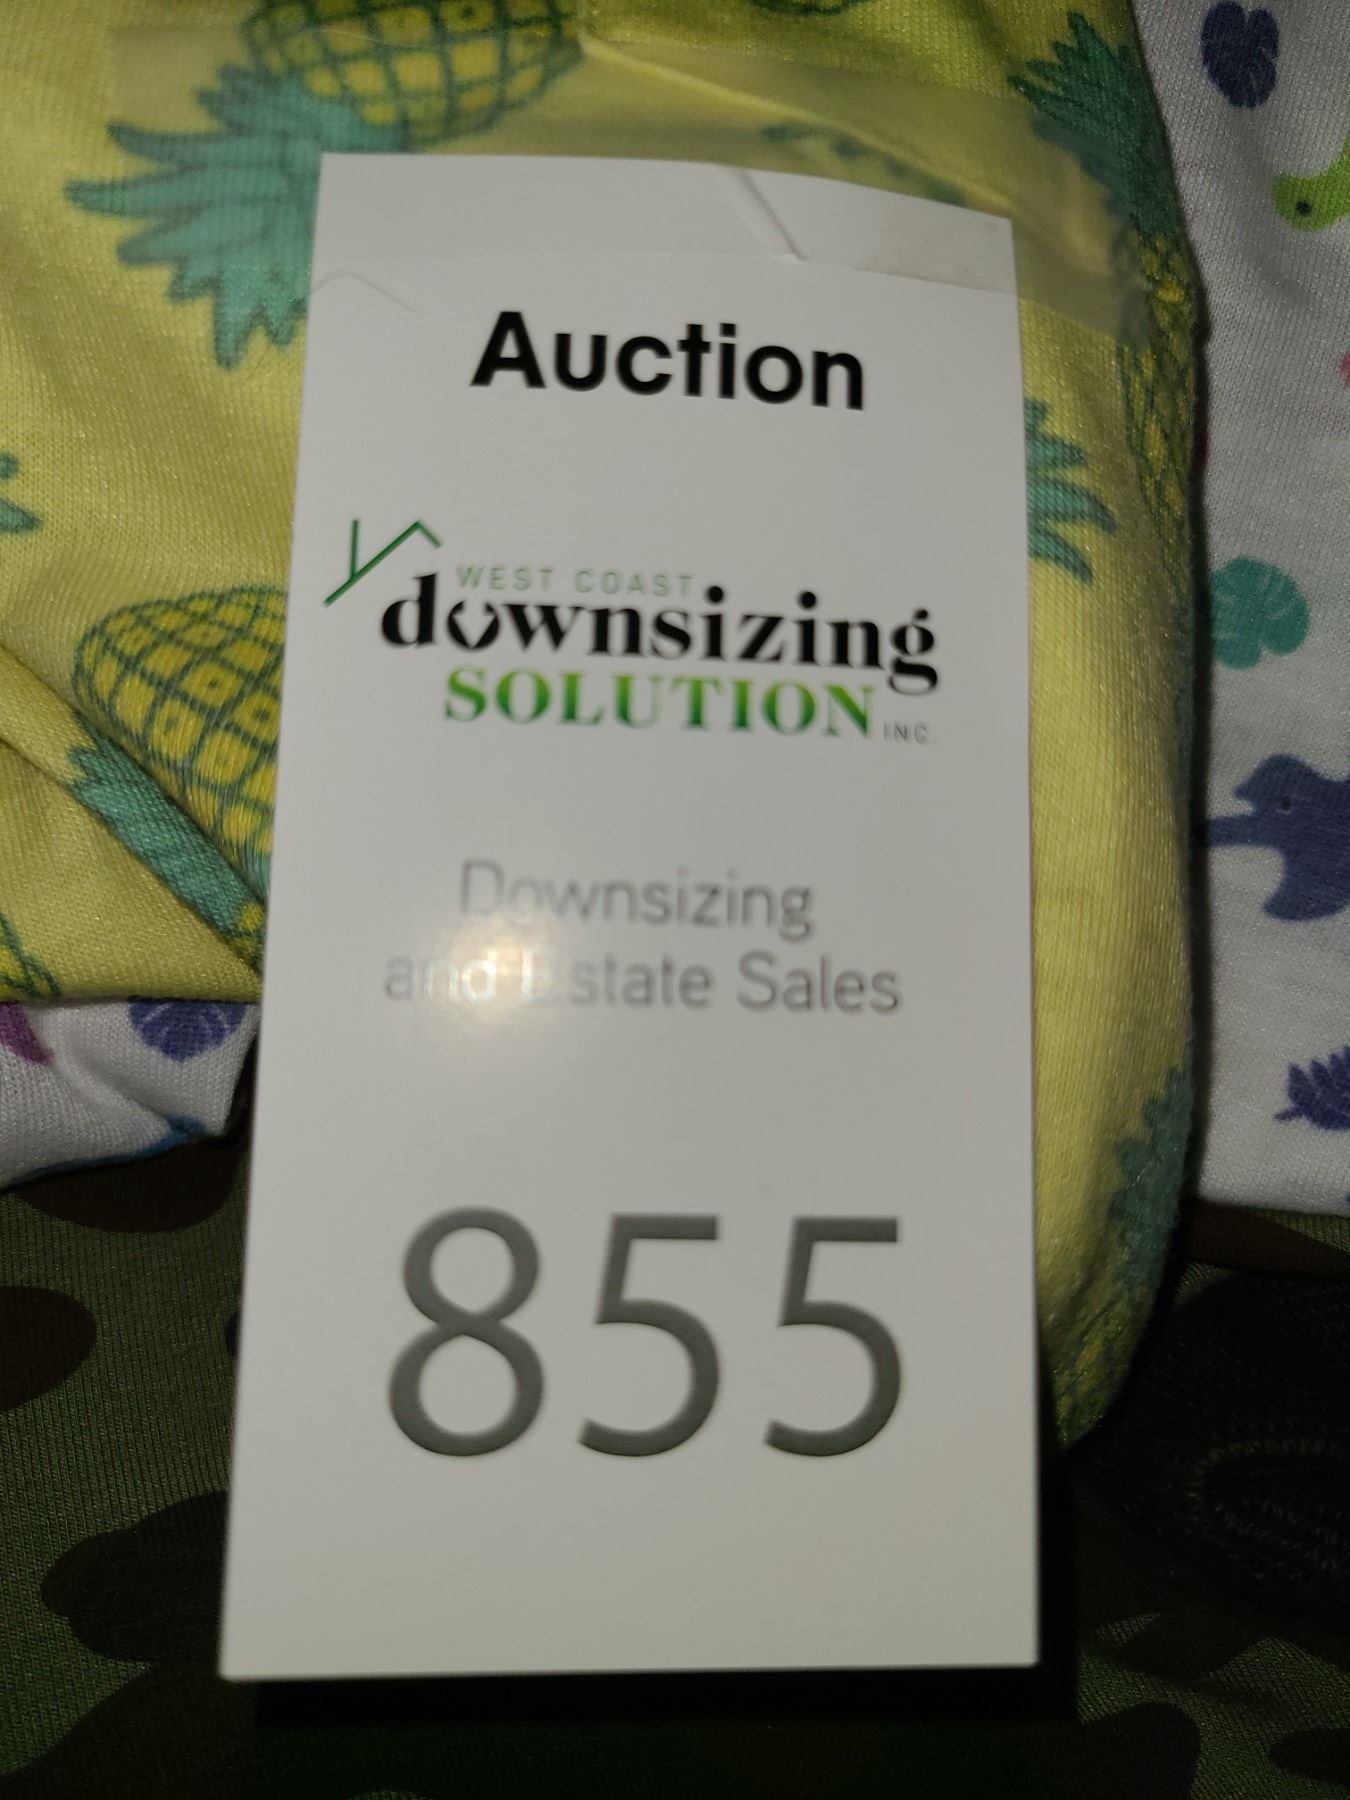 Auction
WEST COAST
downsizing
SOLUTION INC.
Downsizing
and Estate Sales
855